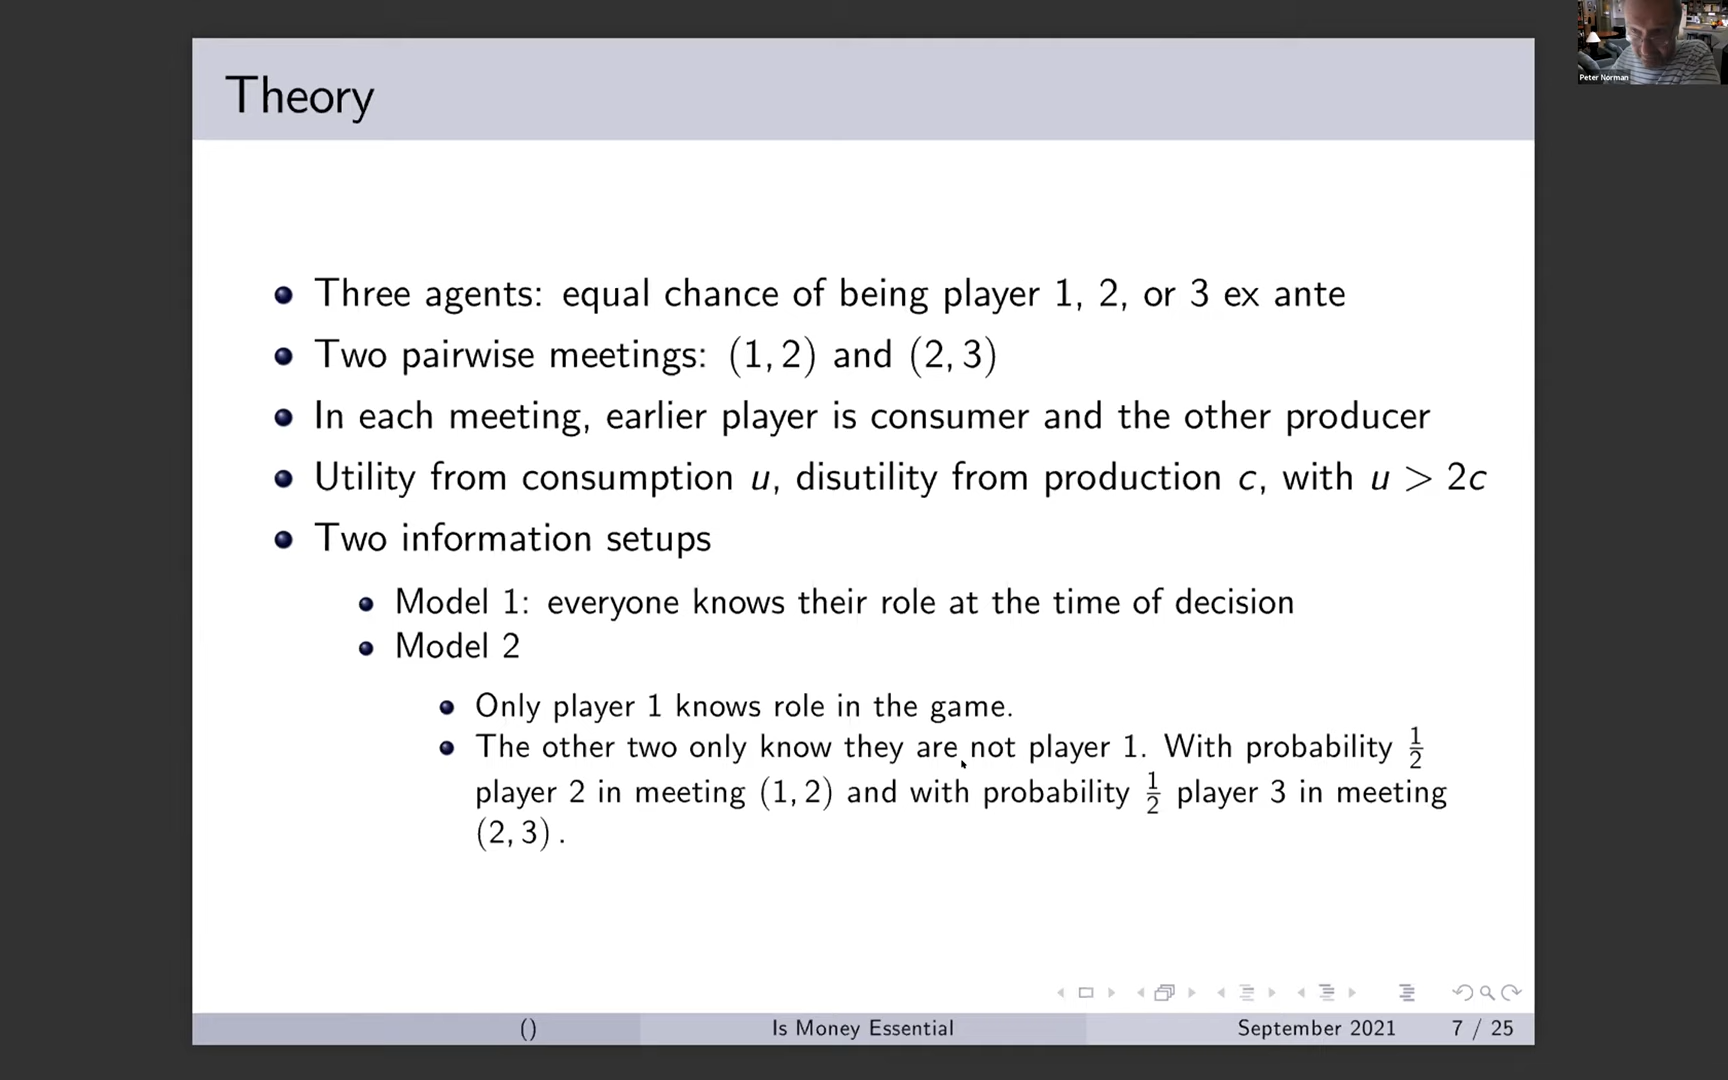 Peter Norman
Theory
Three agents: equal chance of being player 1, 2, or 3 ex ante
Two pairwise meetings: (1, 2) and (2, 3)
In each meeting, earlier player is consumer and the other producer
Utility from consumption u, disutility from production c, with u > 2c
Two information setups
Model 1: everyone knows their role at the time of decision
Model 2
Only player 1 knows role in the game.
The other two only know they are not player 1. With probability 1/2
player 2 in meeting (1, 2) and with probability 1/2 player 3 in meeting
(2, 3).
() Is Money Essential September 2021 7 / 25